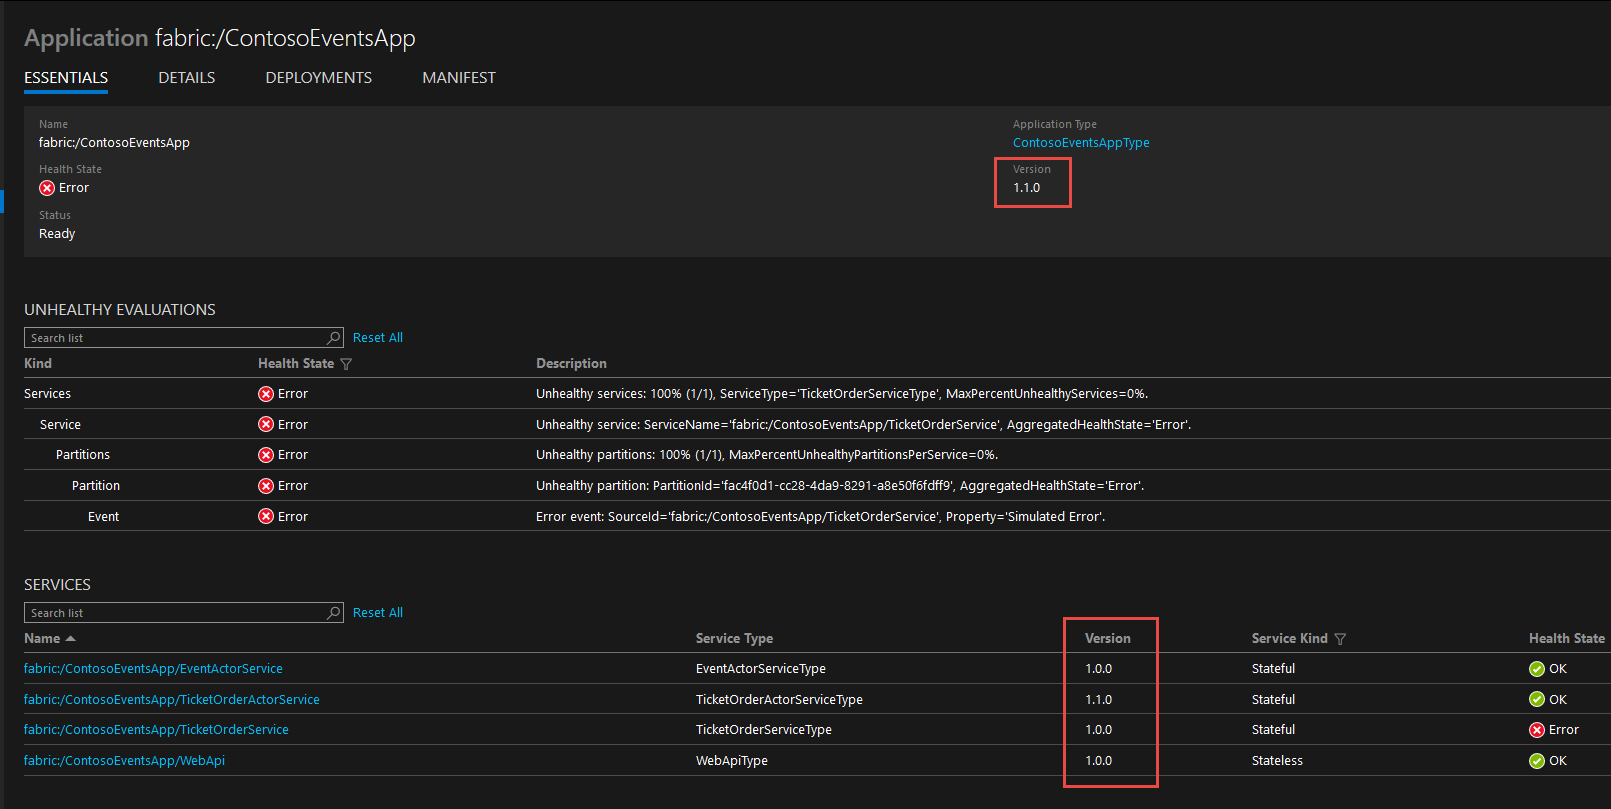 Application fabric:/ContosoEventsApp
ESSENTIALS DETAILS DEPLOYMENTS MANIFEST
Name Application Type
fabric:/ContosoEventsApp ContosoEventsAppType
Health State Version
Error 1.1.0
Status
Ready
UNHEALTHY EVALUATIONS
Search list Reset All
Kind Health State Description
Services Error Unhealthy services: 100% (1/1), ServiceType='TicketOrderServiceType', MaxPercentUnhealthyServices=0%.
Service Error Unhealthy service: ServiceName='fabric:/ContosoEventsApp/TicketOrderService', AggregatedHealthState='Error'.
Partitions Error Unhealthy partitions: 100% (1/1), MaxPercentUnhealthyPartitionsPerService=0%.
Partition Error Unhealthy partition: PartitionId='fac4f0d1-cc28-4da9-8291-a8e50f6fdff9', AggregatedHealthState='Error'.
Event Error Error event: SourceId='fabric:/ContosoEventsApp/TicketOrderService', Property='Simulated Error'.
SERVICES
Search list Reset All
Name Service Type Version Service Kind Health State
fabric:/ContosoEventsApp/EventActorService EventActorServiceType 1.0.0 Stateful OK
fabric:/ContosoEventsApp/TicketOrderActorService TicketOrderActorServiceType 1.1.0 Stateful OK
fabric:/ContosoEventsApp/TicketOrderService TicketOrderServiceType 1.0.0 Stateful Error
fabric:/ContosoEventsApp/WebApi WebApiType 1.0.0 Stateless OK